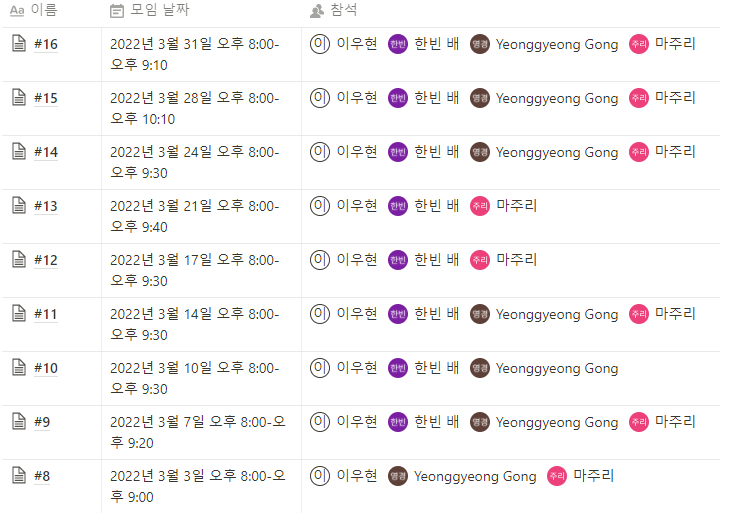 Aa 이름 모임 날짜 참석
#16 2022년 3월 31일 오후 8:00- 이 이우현 한빈 한빈 배 영경 Yeonggyeong Gong 주리 마주리
오후 9:10
#15 2022년 3월 28일 오후 8:00- 이 이우현 한빈 한빈 배 영경 Yeonggyeong Gong 주리 마주리
오후 10:10
#14 2022년 3월 24일 오후 8:00- 이 이우현 한빈 한빈 배 영경 Yeonggyeong Gong 주리 마주리
오후 9:30
#13 2022년 3월 21일 오후 8:00- 이 이우현 한빈 한빈 배 주리 마주리
오후 9:40
#12 2022년 3월 17일 오후 8:00- 이 이우현 한빈 한빈 배 주리 마주리
오후 9:30
#11 2022년 3월 14일 오후 8:00- 이 이우현 한빈 한빈 배 영경 Yeonggyeong Gong 주리 마주리
오후 9:30
#10 2022년 3월 10일 오후 8:00- 이 이우현 한빈 한빈 배 영경 Yeonggyeong Gong
오후 9:30
#9 2022년 3월 7일 오후 8:00-오 이 이우현 한빈 한빈 배 영경 Yeonggyeong Gong 주리 마주리
후 9:20
#8 2022년 3월 3일 오후 8:00-오 이 이우현 영경 Yeonggyeong Gong 주리 마주리
후 9:00